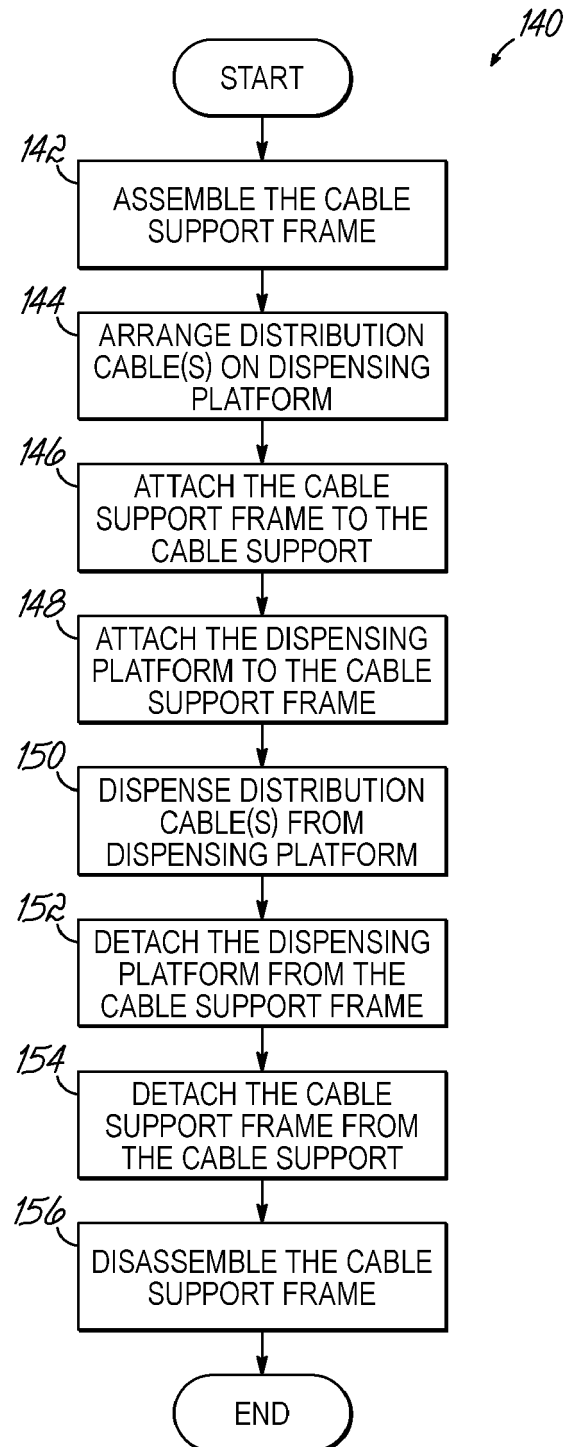 140
START
142
ASSEMBLE THE CABLE
SUPPORT FRAME
144
ARRANGE DISTRIBUTION
CABLE(S) ON DISPENSING
PLATFORM
146
ATTACH THE CABLE
SUPPORT FRAME TO THE
CABLE SUPPORT
148
ATTACH THE DISPENSING
PLATFORM TO THE CABLE
SUPPORT FRAME
150
DISPENSE DISTRIBUTION
CABLE(S) FROM
DISPENSING PLATFORM
152
DETACH THE DISPENSING
PLATFORM FROM THE
CABLE SUPPORT FRAME
154
DETACH THE CABLE
SUPPORT FRAME FROM
THE CABLE SUPPORT
156
DISASSEMBLE THE CABLE
SUPPORT FRAME
END